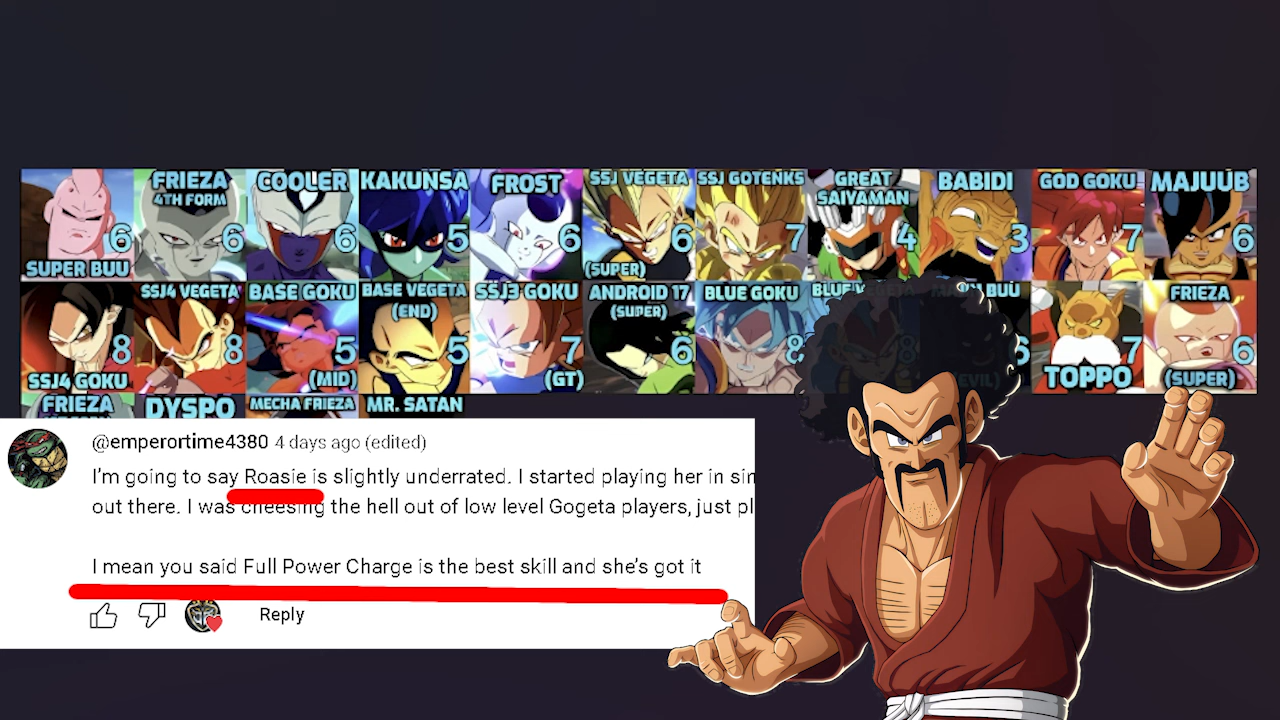 FRIEZA COOLER KAKUNSA FROST SSJ VEGETA SSJ GOTENKS GREAT BABIDI GOD GOKU MAJUUB
4TH FORM SAIYAMAN
6 6 6 5 6 6 7 4 3 7 6
SUPER BUU (SUPER)
SSJ4 VEGETA BASE GOKU BASE VEGETA SSJ3 GOKU ANDROID 17 BLUE GOKU BLUE BUU FRIEZA
(END) (SUPER)
8 8 5 5 7 6 8 8 6 7 6
SSJ4 GOKU (MID) (GT) (EVIL) TOPPO (SUPER)
FRIEZA DYSPO MECHA FRIEZA MR. SATAN
@emperortime4380 4 days ago (edited)
I'm going to say Roasie is slightly underrated. I started playing her in sin
out there. I was cheesing the hell out of low level Gogeta players, just pl
I mean you said Full Power Charge is the best skill and she's got it
Reply